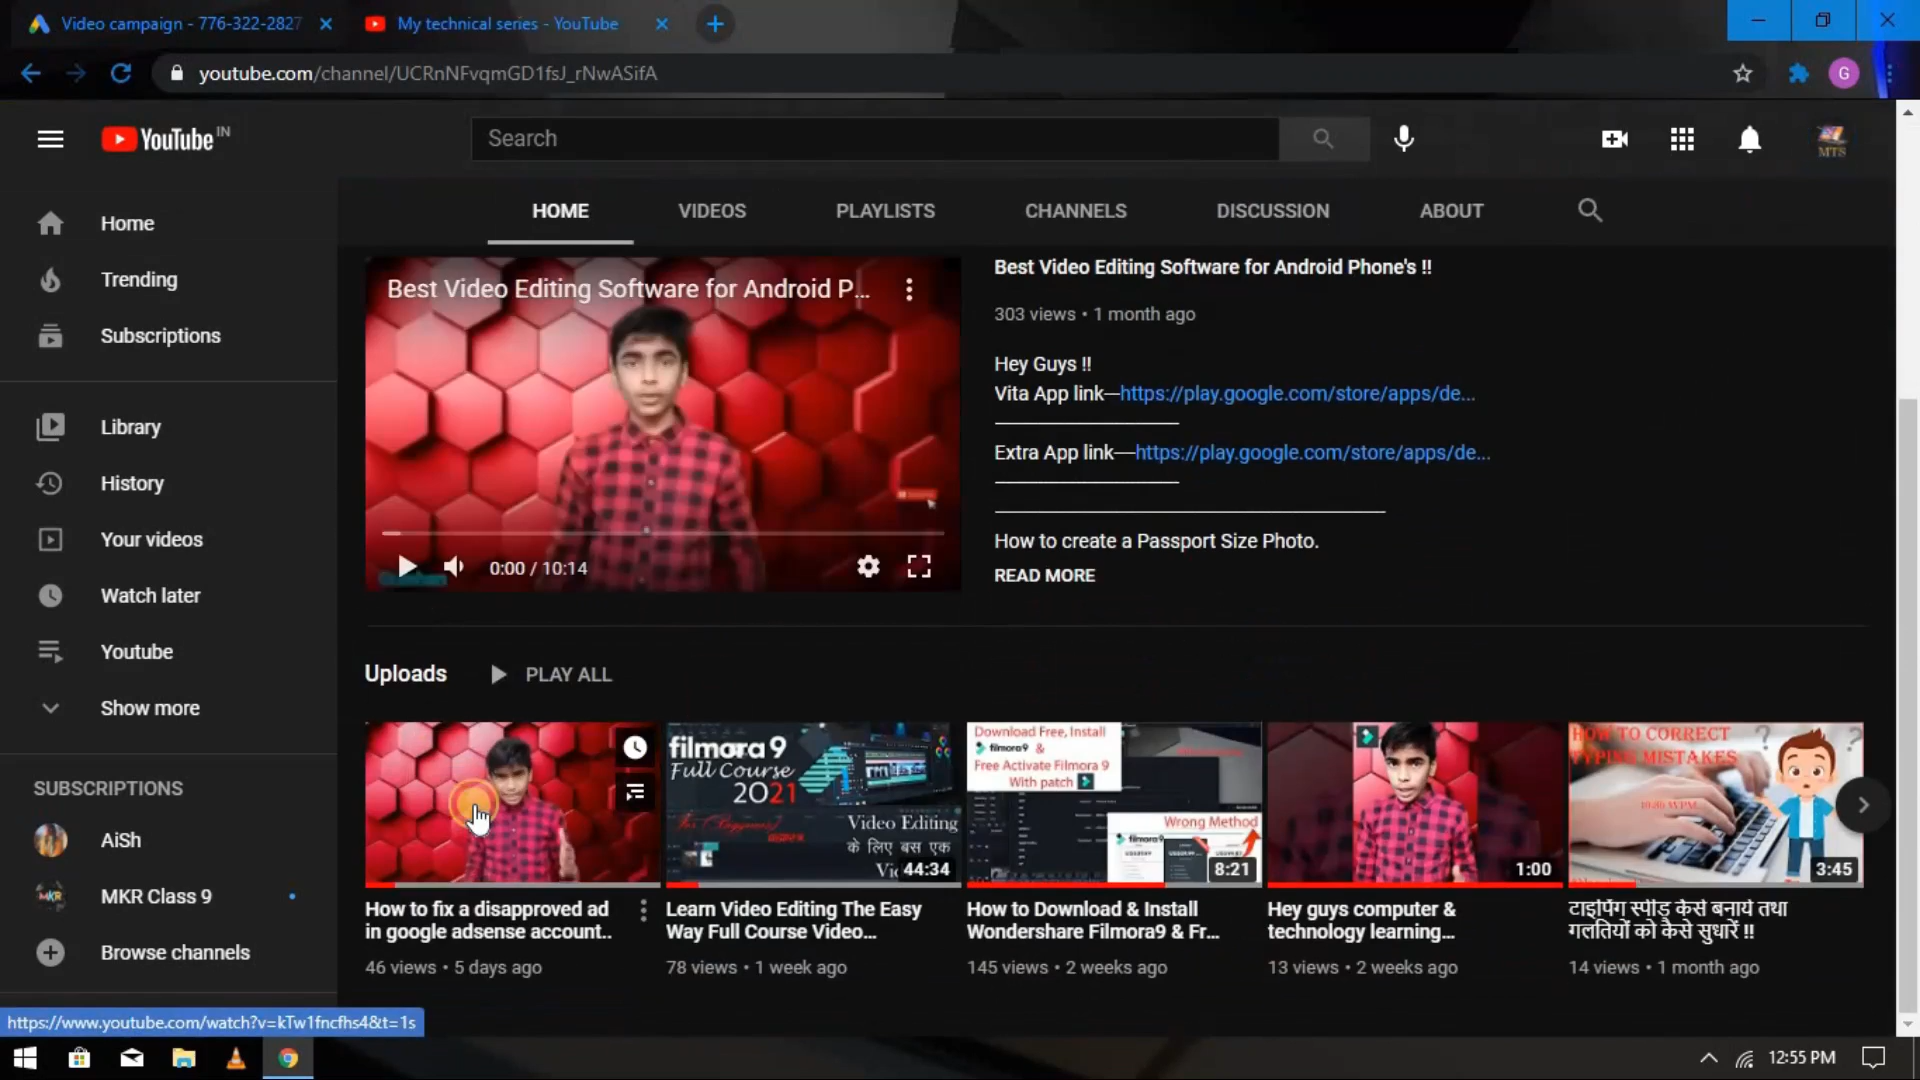 Video campaign - 776-322-2827
My technical series - YouTube
youtube.com/channel/UCRnNFvqmGD1fsJ_rNwASifA
G
YouTube IN
Search
MTS
HOME
VIDEOS
PLAYLISTS
CHANNELS
DISCUSSION
ABOUT
Home
Trending
Subscriptions
Library
History
Your videos
Watch later
Youtube
Show more
SUBSCRIPTIONS
AiSh
MKR
MKR Class 9
Browse channels
Best Video Editing Software for Android P...
0:00 / 10:14
Best Video Editing Software for Android Phone's !!
303 views • 1 month ago
Hey Guys !!
Vita App link—https://play.google.com/store/apps/de...
Extra App link—https://play.google.com/store/apps/de...
How to create a Passport Size Photo.
READ MORE
Uploads
PLAY ALL
How to fix a disapproved ad
in google adsense account..
46 views • 5 days ago
filmora 9
Full Course
2021
Video Editing
के लिए बस एक
44:34
Learn Video Editing The Easy
Way Full Course Video...
78 views • 1 week ago
Download Free, Install
filmora9 &
Free Activate Filmora 9
With patch
Wrong Method
filmora9
8:21
How to Download & Install
Wondershare Filmora9 & Fr...
145 views • 2 weeks ago
1:00
Hey guys computer &
technology learning...
13 views • 2 weeks ago
HOW TO CORRECT
TYPING MISTAKES
3:45
टाइपिंग स्पीड़ कैसे बनाये तथा
गलतियों को कैसे सुधारें !!
14 views • 1 month ago
https://www.youtube.com/watch?v=kTw1fncfhs4&t=1s
12:55 PM